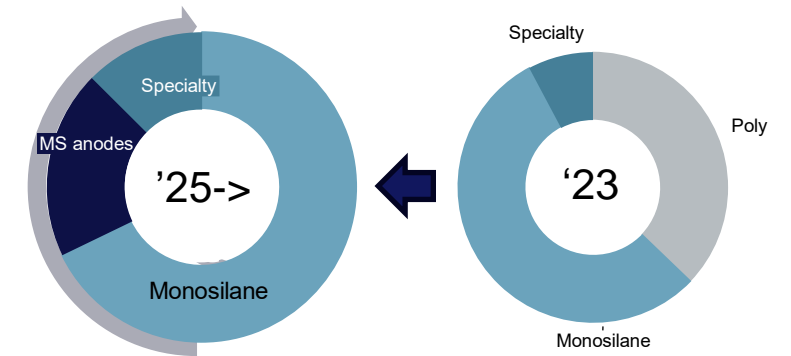 Specialty
MS anodes
’25->
Monosilane
Specialty
Poly
‘23
Monosilane